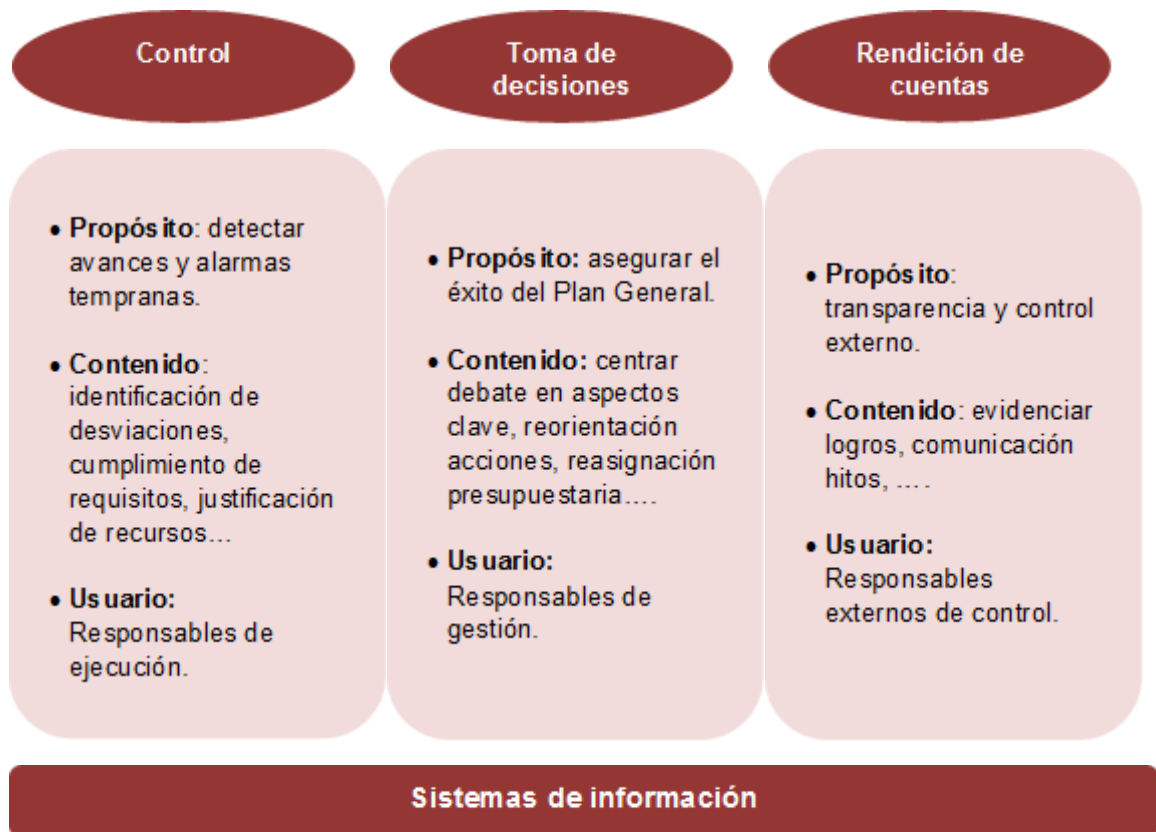 Control
Toma de
decisiones
Rendición de
cuentas
• Propósito: detectar
avances y alarmas
tempranas.
• Contenido:
identificación de
desviaciones,
cumplimiento de
requisitos, justificación
de recursos…
• Usuario:
Responsables de
ejecución.
• Propósito: asegurar el
éxito del Plan General.
• Contenido: centrar
debate en aspectos
clave, reorientación
acciones, reasignación
presupuestaria….
• Usuario:
Responsables de
gestión.
• Propósito:
transparencia y control
externo.
• Contenido: evidenciar
logros, comunicación
hitos, ….
• Usuario:
Responsables
externos de control.
Sistemas de información